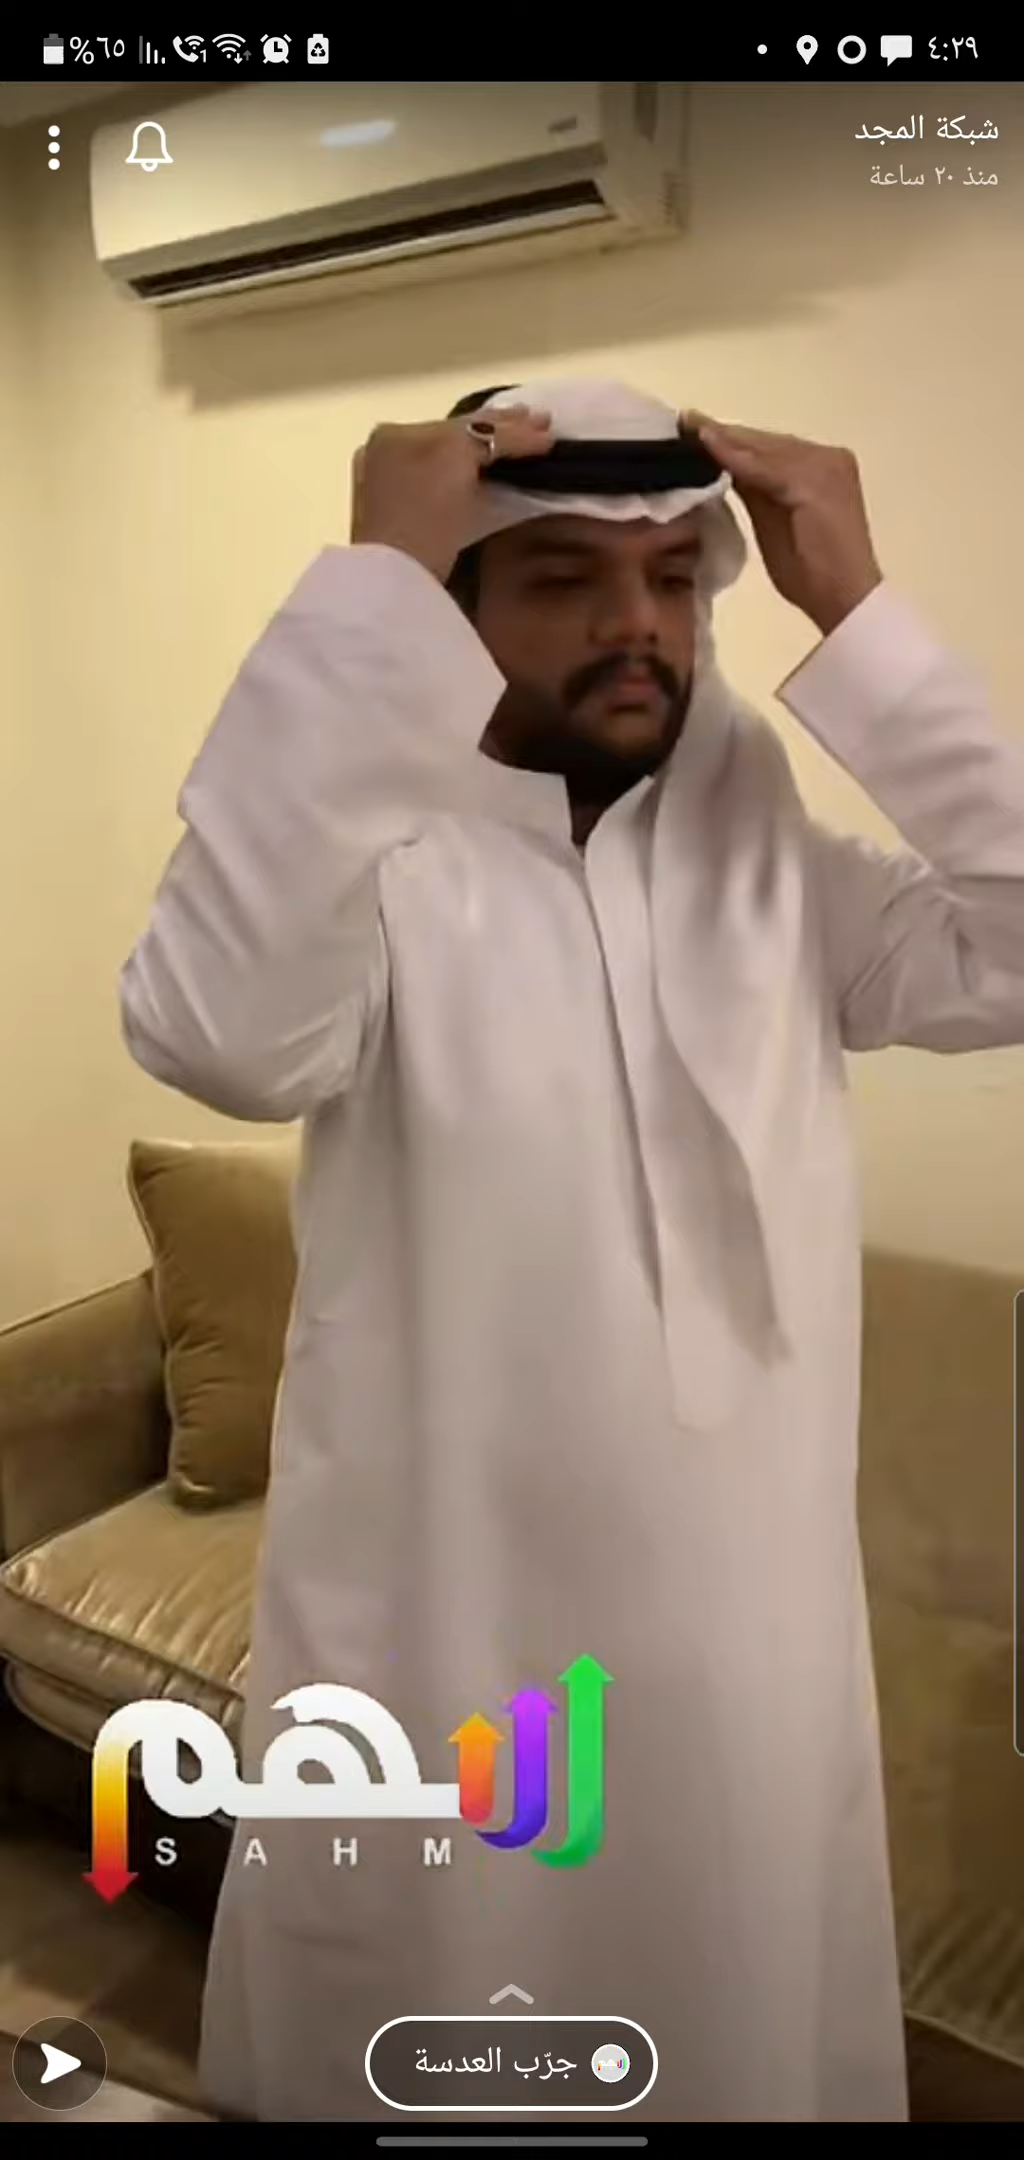 ٤:٢٩
%٦٥
شبكة المجد
منذ ٢٠ ساعة
سهم
SAHM
جرّب العدسة